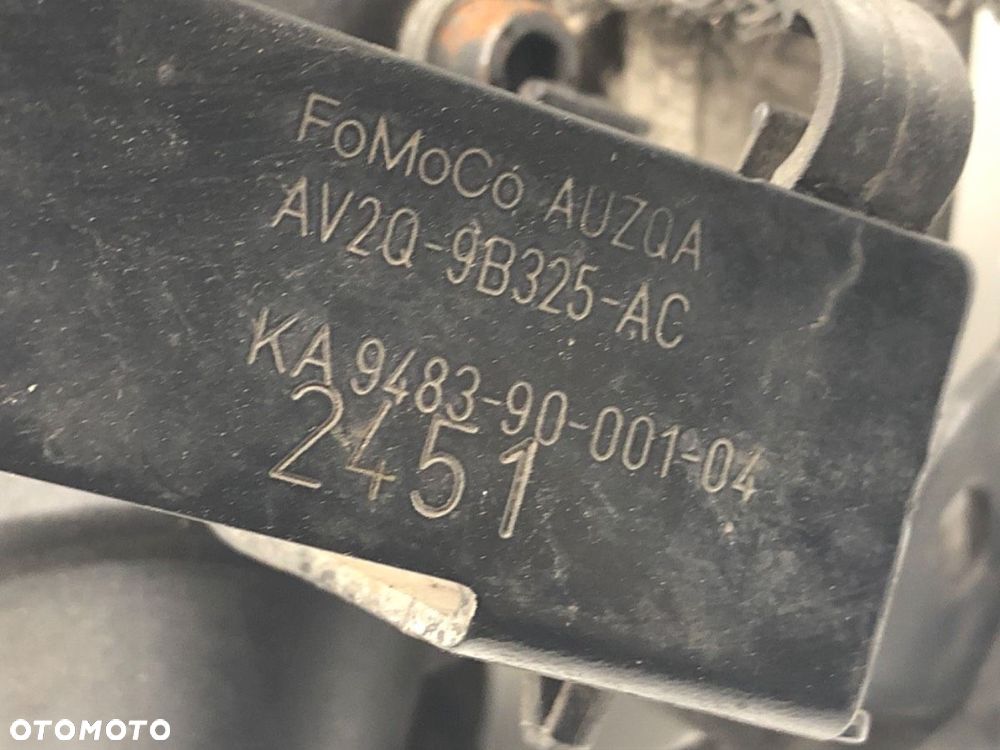 FoMoCo AUZQA
AV2Q-9B325-AC
KA 9483-90-001-04
2451
OTOMOTO